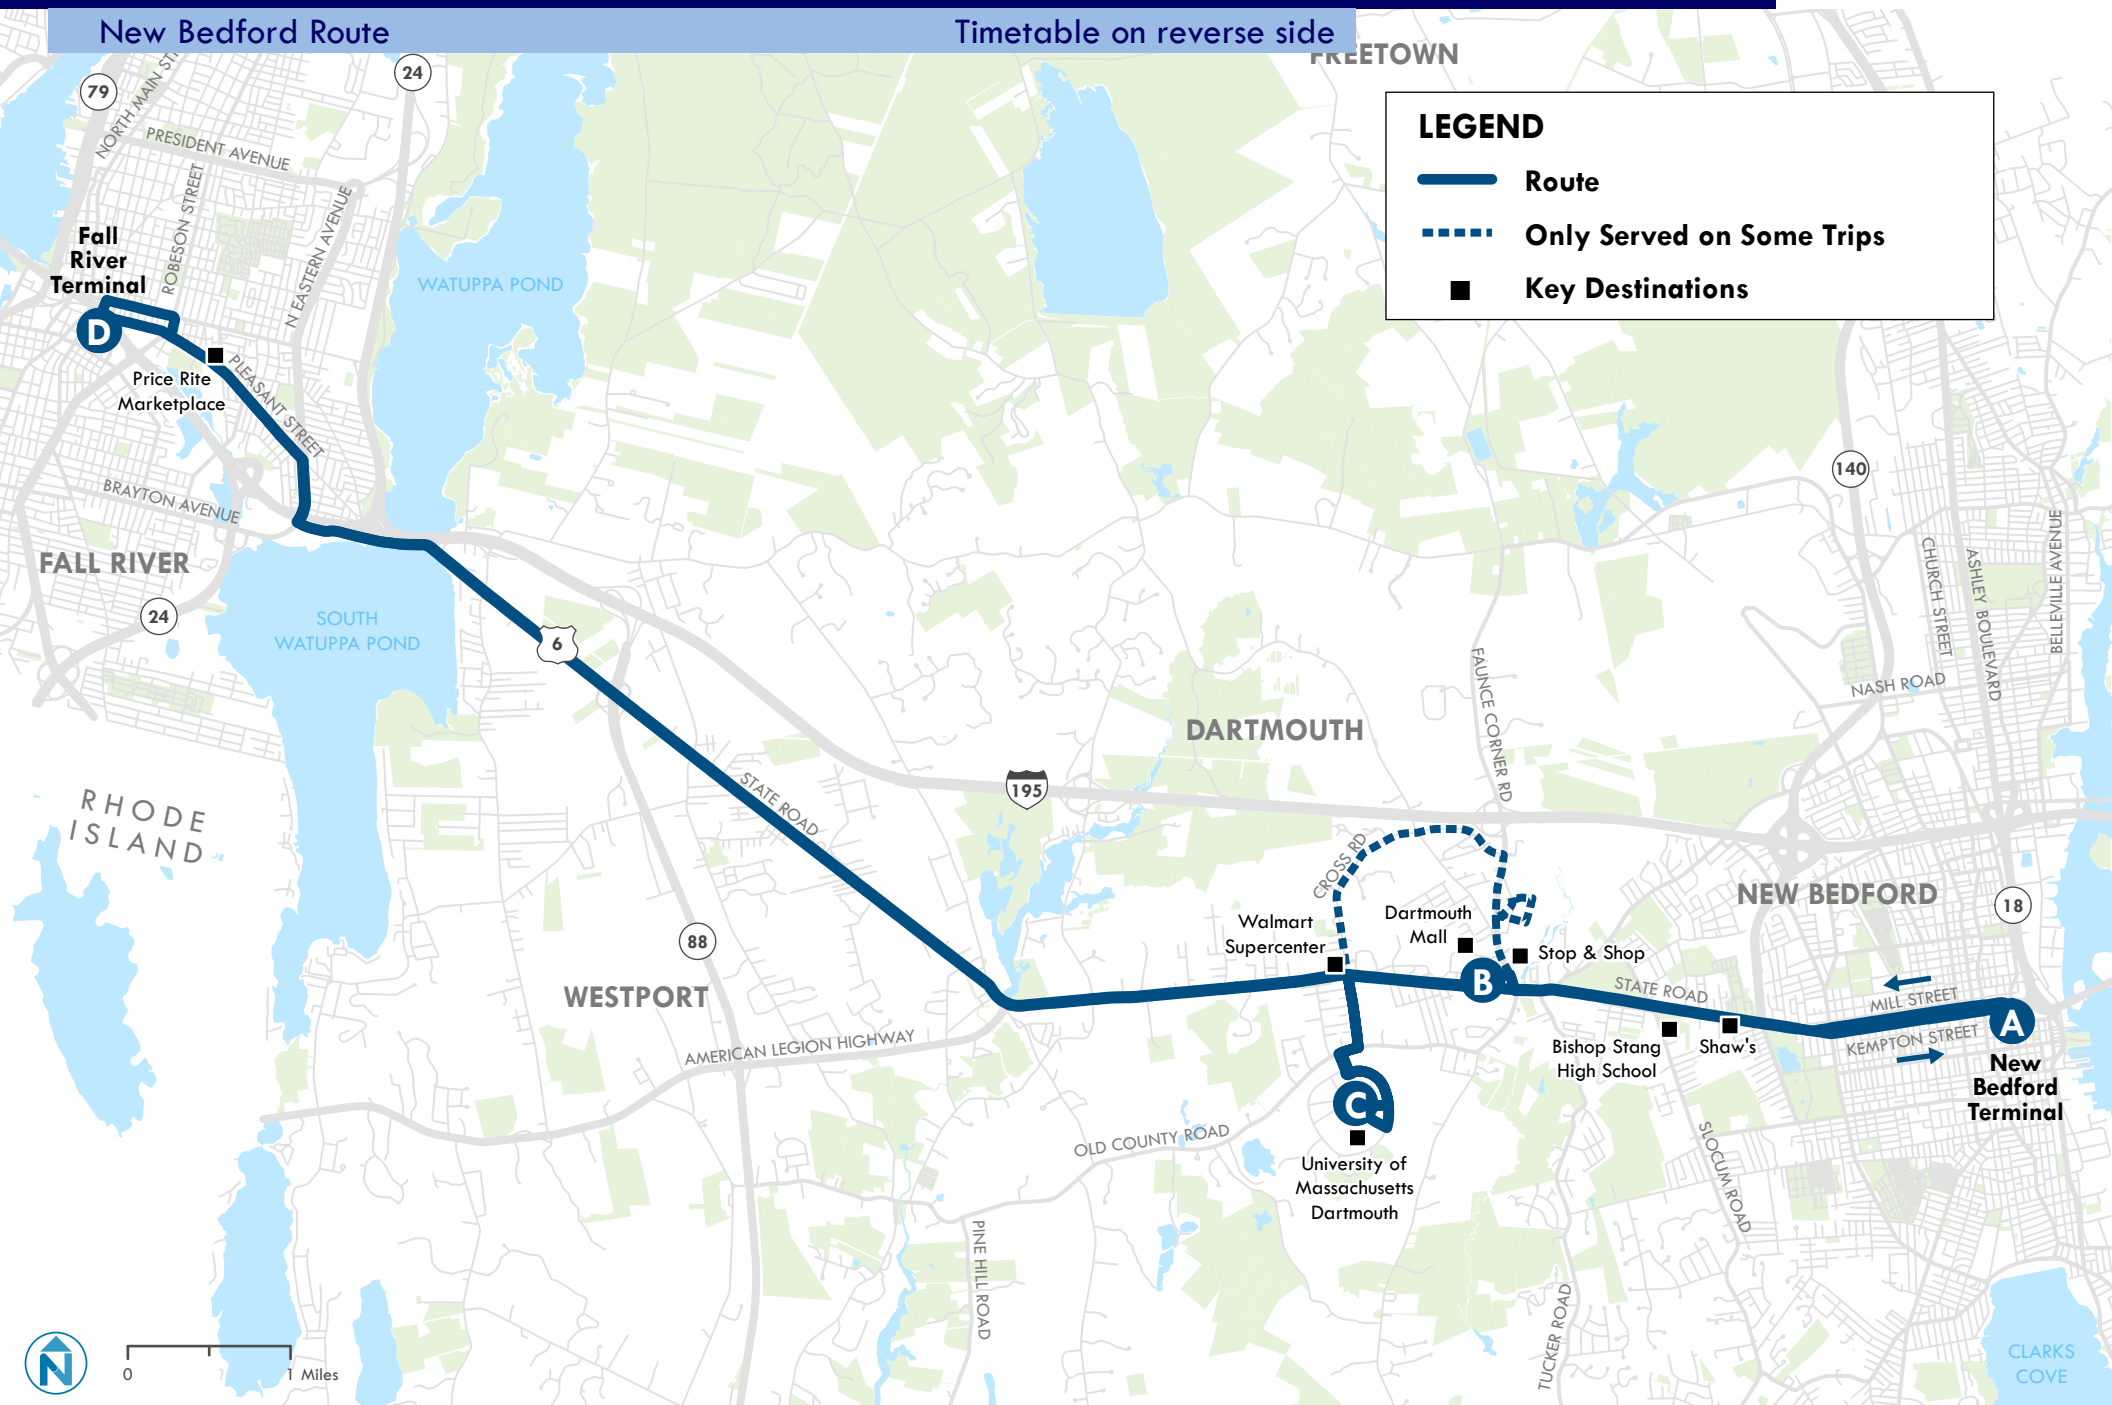 New Bedford Route
Timetable on reverse side
FREETOWN
LEGEND
Route
Only Served on Some Trips
Key Destinations
24
79
NORTH MAIN ST
PRESIDENT AVENUE
ROBESON STREET
N EASTERN AVENUE
Fall
River
Terminal
D
WATUPPA POND
Price Rite
Marketplace
PLEASANT STREET
BRAYTON AVENUE
FALL RIVER
24
SOUTH
WATUPPA POND
6
140
CHURCH STREET
ASHLEY BOULEVARD
BELLEVILLE AVENUE
NASH ROAD
FAUNCE CORNER RD
DARTMOUTH
RHODE
ISLAND
STATE ROAD
195
CROSS RD
NEW BEDFORD
18
88
WESTPORT
Walmart
Supercenter
Dartmouth
Mall
Stop & Shop
B
STATE ROAD
MILL STREET
KEMPTON STREET
A
New
Bedford
Terminal
Bishop Stang
High School
Shaw's
AMERICAN LEGION HIGHWAY
C
University of
Massachusetts
Dartmouth
OLD COUNTY ROAD
SLOCUM ROAD
PINE HILL ROAD
TUCKER ROAD
CLARKS
COVE
N
0
1 Miles